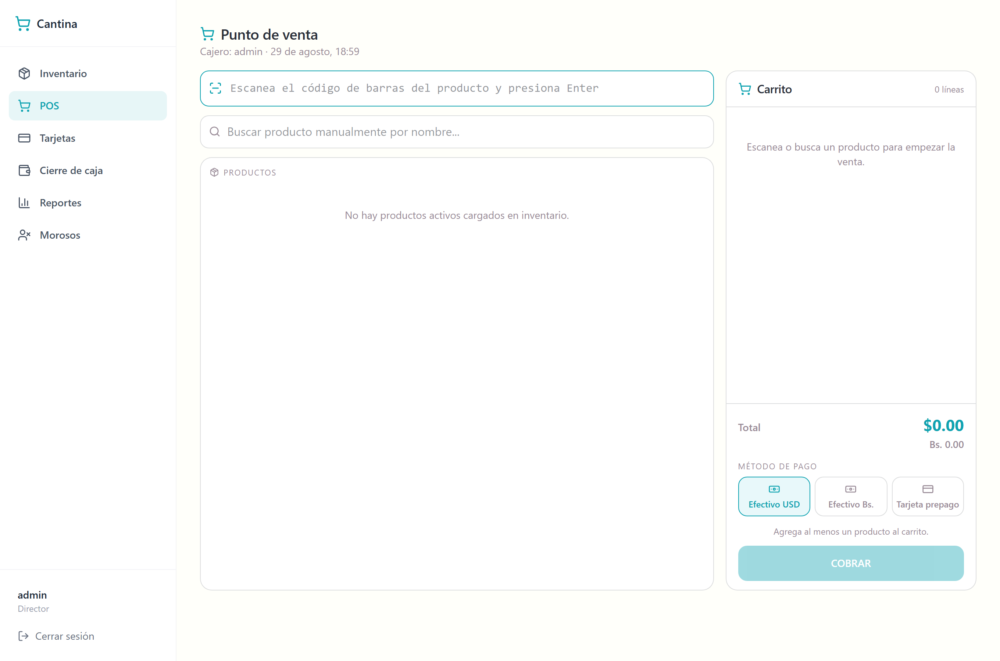 Cantina
Inventario
POS
Tarjetas
Cierre de caja
Reportes
Morosos
admin
Director
Cerrar sesión
Punto de venta
Cajero: admin · 29 de agosto, 18:59
Escanea el código de barras del producto y presiona Enter
Buscar producto manualmente por nombre...
PRODUCTOS
No hay productos activos cargados en inventario.
Carrito
0 líneas
Escanea o busca un producto para empezar la
venta.
Total
$0.00
Bs. 0.00
MÉTODO DE PAGO
Efectivo USD
Efectivo Bs.
Tarjeta prepago
Agrega al menos un producto al carrito.
COBRAR